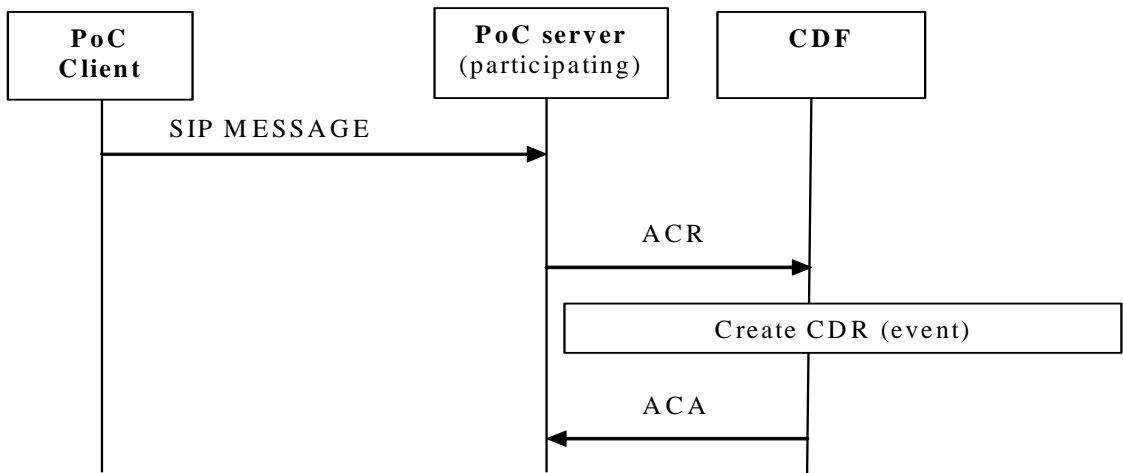 PoC
Client
PoC server
(participating)
CDF
SIP MESSAGE
ACR
Create CDR (event)
ACA